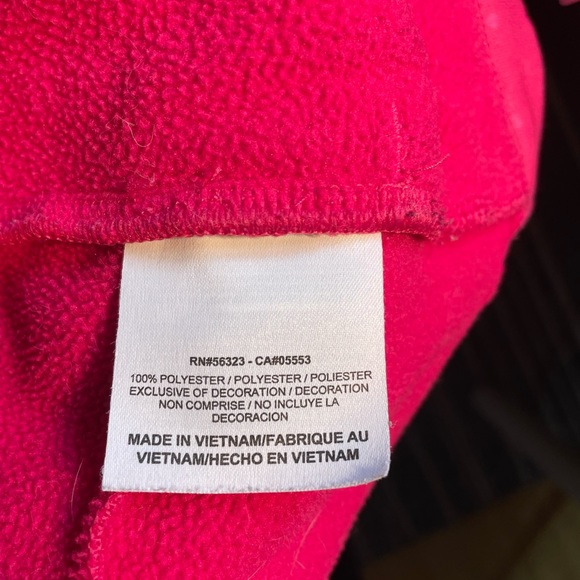 RN#56323 - CA#05553
100% POLYESTER / POLYESTER / POLIESTER
EXCLUSIVE OF DECORATION / DECORATION
NON COMPRISE / NO INCLUYE LA
DECORACION
MADE IN VIETNAM/FABRIQUE AU
VIETNAM/HECHO EN VIETNAM